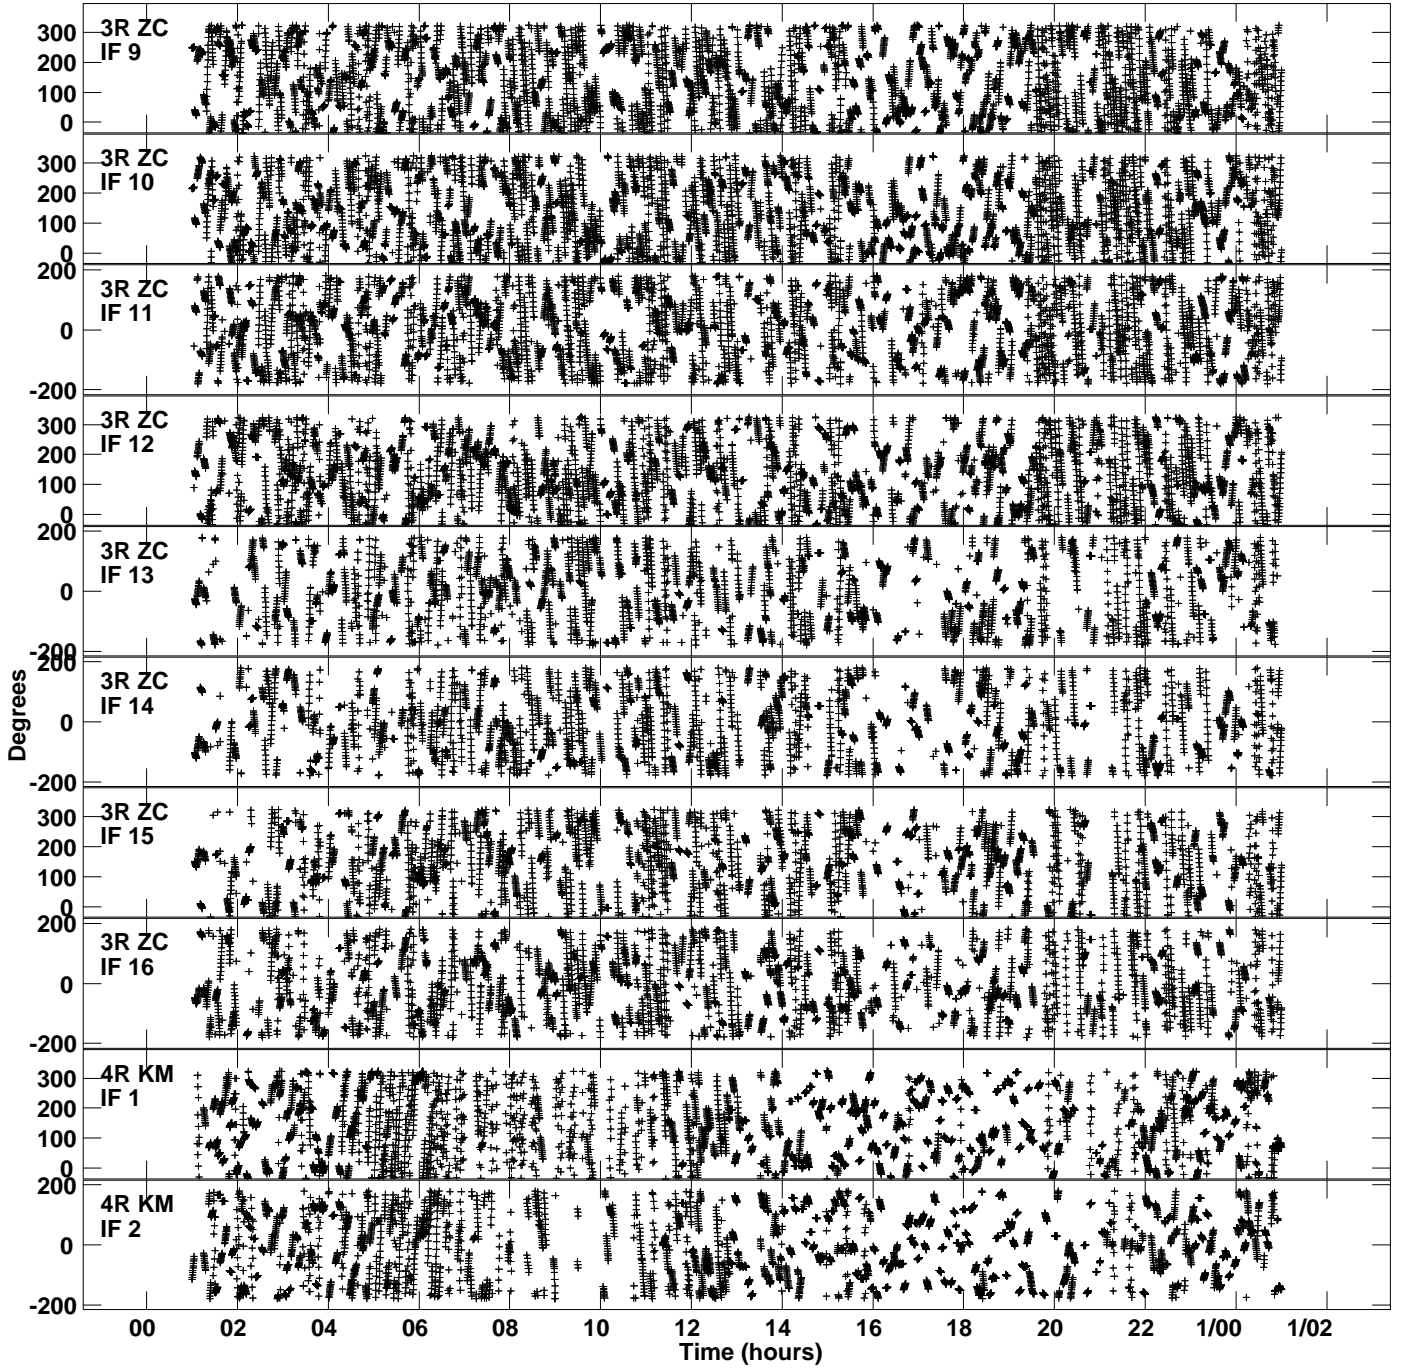 3R ZC
IF 9
300
200
100
0
3R ZC
IF 10
300
200
100
0
3R ZC
IF 11
200
0
-200
3R ZC
IF 12
300
200
100
0
3R ZC
IF 13
200
0
-200
3R ZC
IF 14
200
0
-200
3R ZC
IF 15
300
200
100
0
3R ZC
IF 16
200
0
-200
4R KM
IF 1
300
200
100
0
4R KM
IF 2
200
0
-200
Degrees
00 02 04 06 08 10 12 14 16 18 20 22 1/00 1/02
Time (hours)